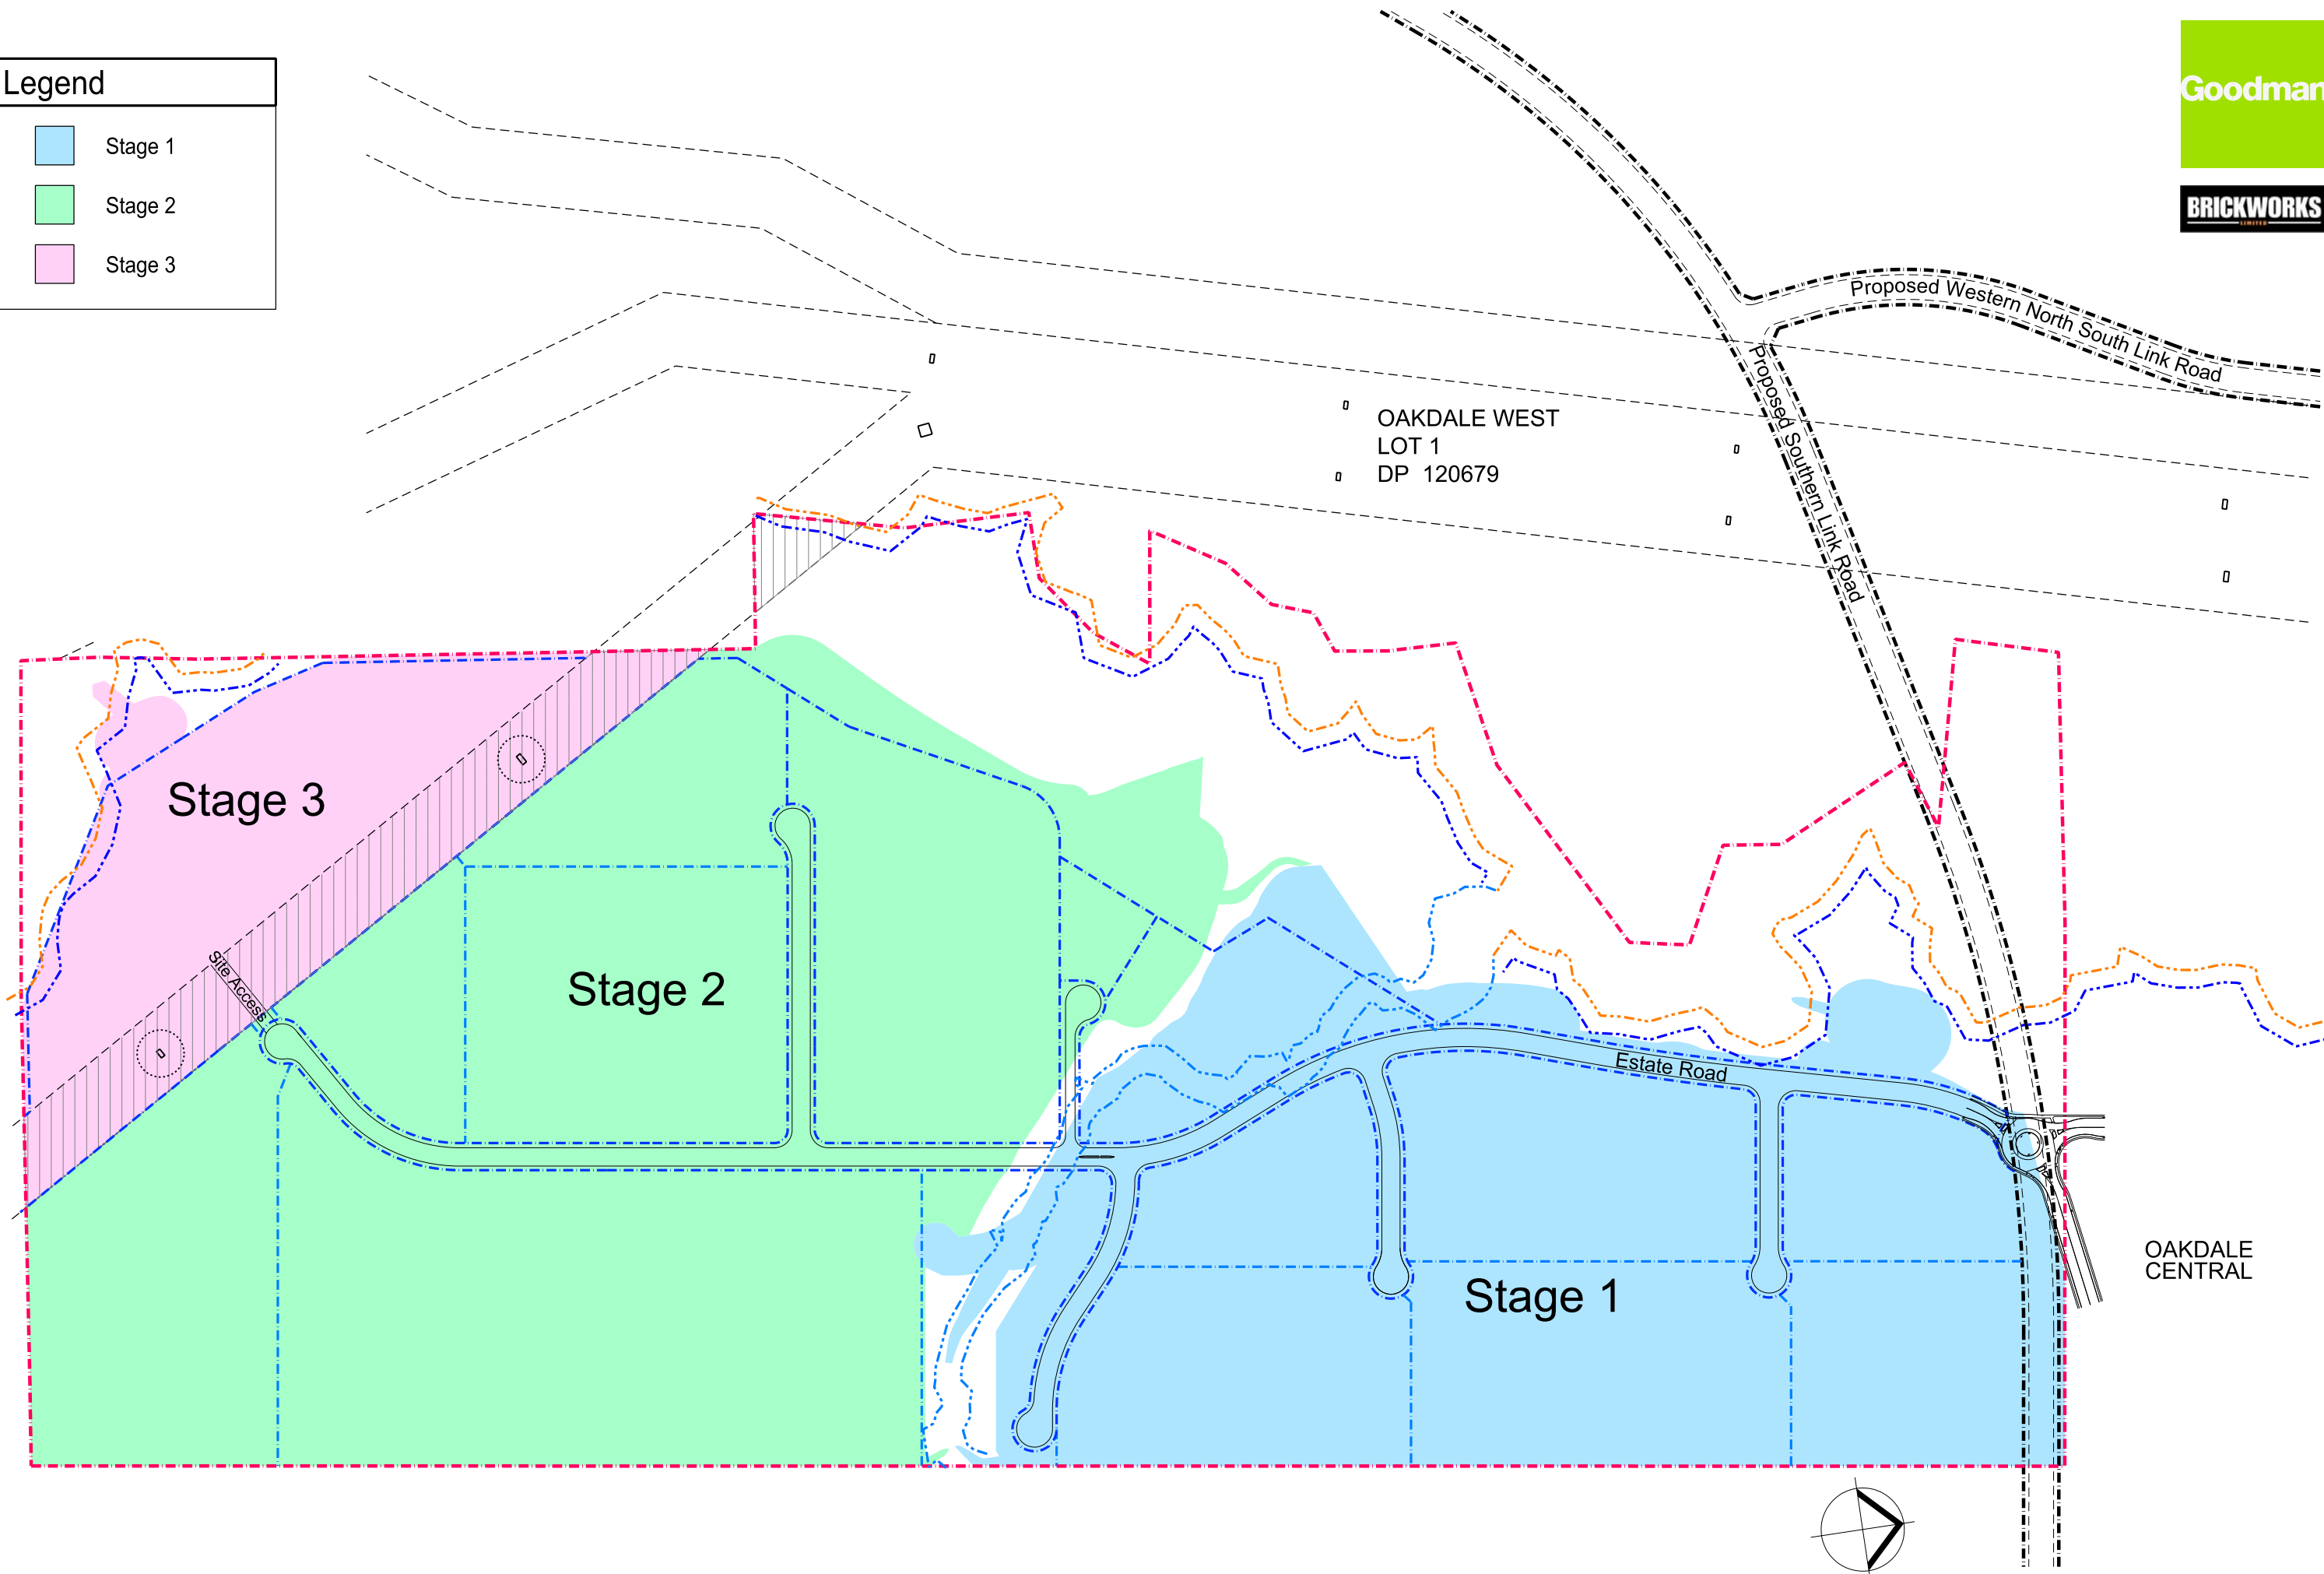 Legend
Stage 1
Stage 2
Stage 3
Goodman
BRICKWORKS
LIMITED
Proposed Western North South Link Road
Proposed Southern Link Road
OAKDALE WEST
LOT 1
DP 120679
Stage 3
Stage 2
Site Access
Estate Road
Stage 1
OAKDALE
CENTRAL